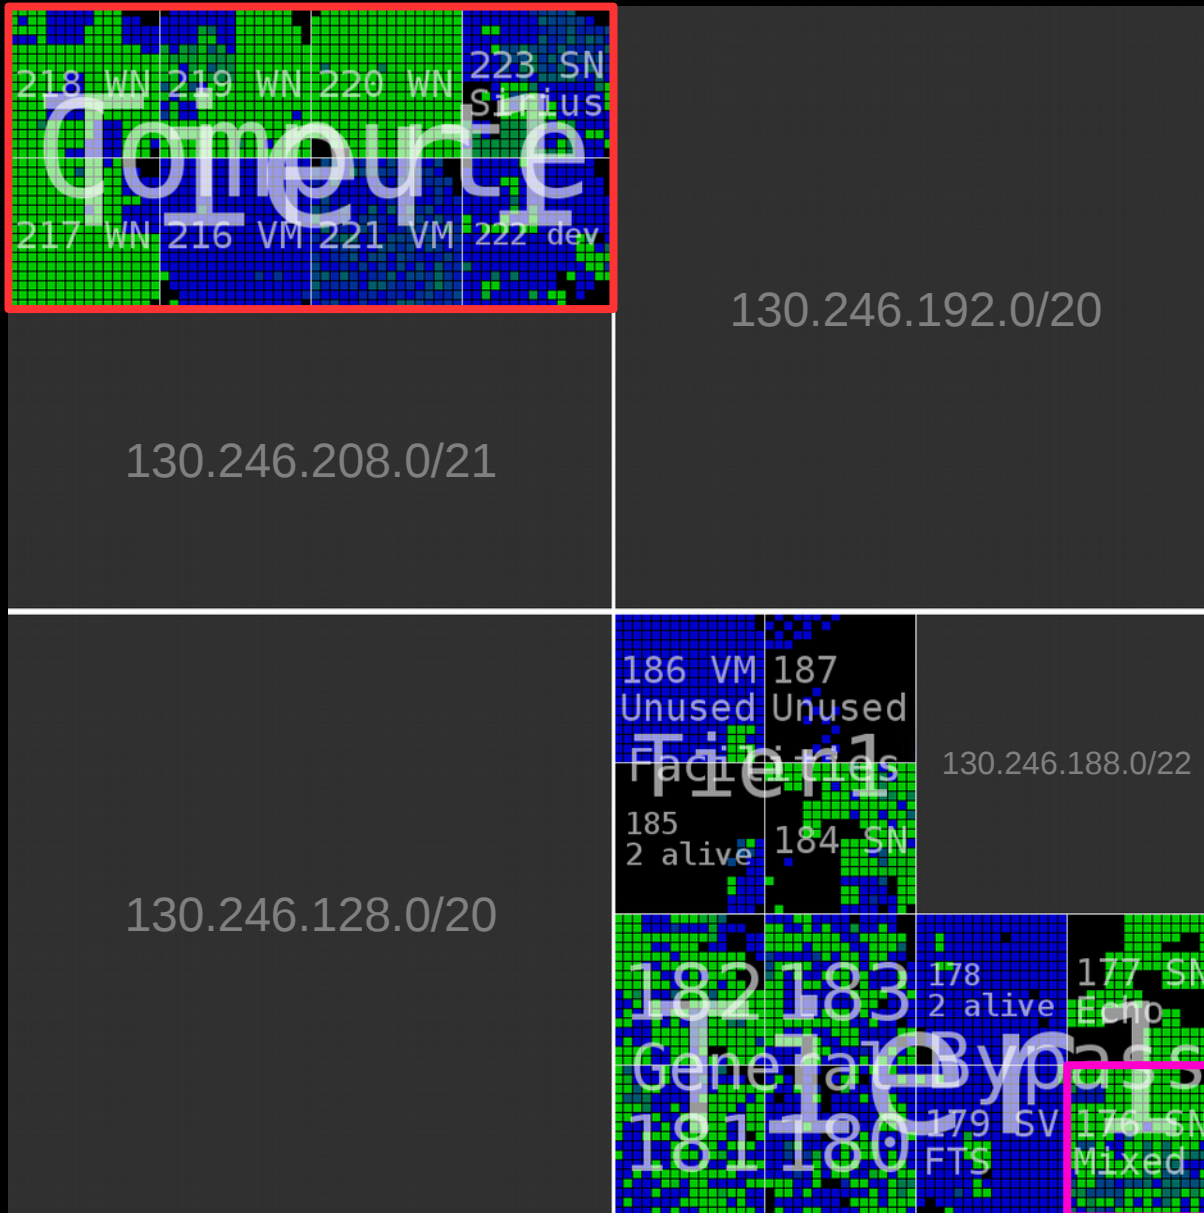 218 WN 219 WN 220 WN 223 SN
Sirius
Compute
Tier1
217 WN 216 VM 221 VM 222 dev
130.246.192.0/20
130.246.208.0/21
186 VM 187
Unused Unused
Tier1
Facilities
130.246.188.0/22
185 184 SN
2 alive
130.246.128.0/20
182 183 178 177 SN
2 alive Echo
General Bypass
Tier1
181 180 179 SV 176 SN
FTS Mixed